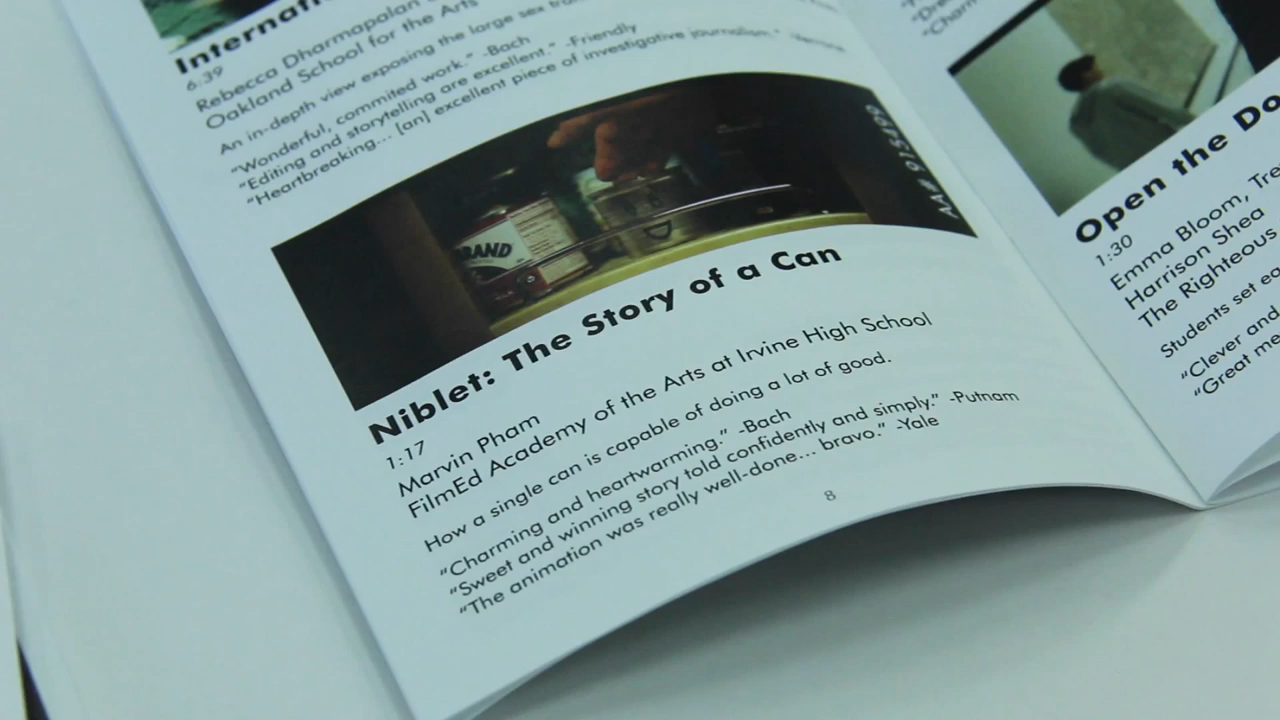 Internati
6:39
Rebecca Dharmapalan
Oakland School for the Arts
An in-depth view exposing the large sex
"Wonderful, commited work." -Bach
"Editing and storytelling are excellent." -Friendly
"Heartbreaking... [an] excellent piece of investigative journalism."
BRAND
AA# 915499
Niblet: The Story of a Can
1:17
Marvin Pham
FilmEd Academy of the Arts at Irvine High School
How a single can is capable of doing a lot of good.
"Charming and heartwarming." -Bach
"Sweet and winning story told confidently and simply." -Putnam
"The animation was really well-done... bravo." -Yale
8
Open the Do
1:30
Emma Bloom, Tre
Harrison Shea
The Righteous
Students set ea
"Clever and
"Great me